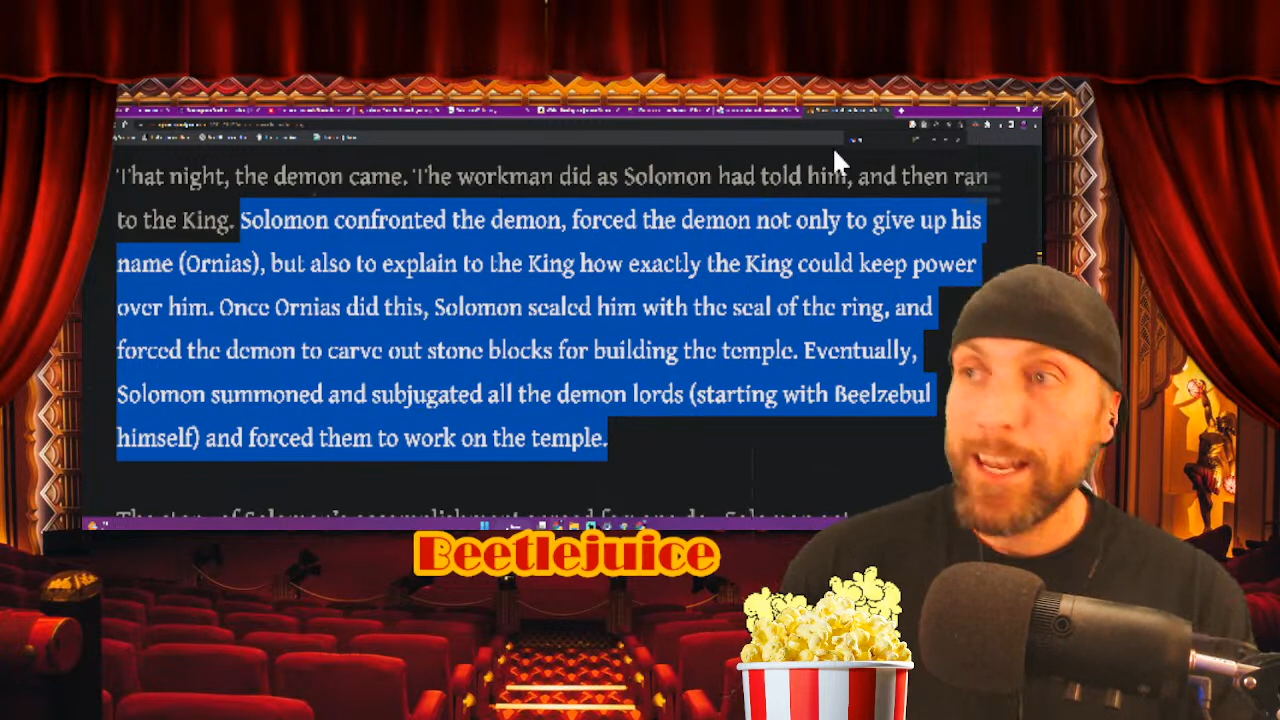 That night, the demon came. The workman did as Solomon had told him, and then ran
to the King. Solomon confronted the demon, forced the demon not only to give up his
name (Ornias), but also to explain to the King how exactly the King could keep power
over him. Once Ornias did this, Solomon sealed him with the seal of the ring, and
forced the demon to carve out stone blocks for building the temple. Eventually,
Solomon summoned and subjugated all the demon lords (starting with Beelzebul
himself) and forced them to work on the temple.
Beetlejuice